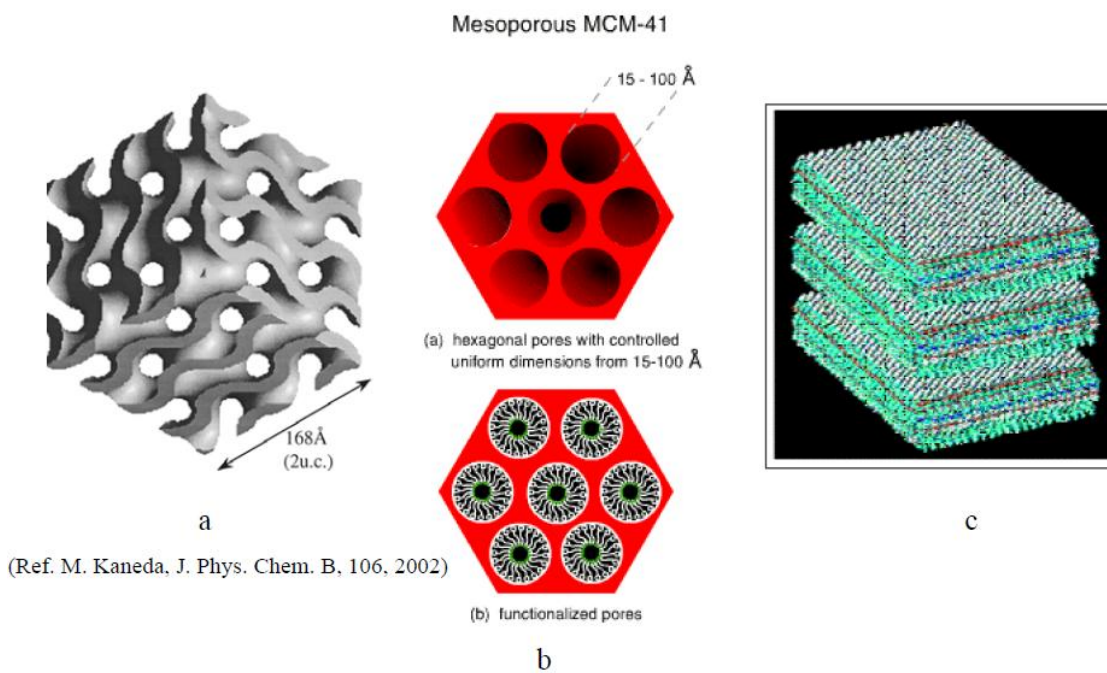 Mesoporous MCM-41
15 - 100 Å
(a) hexagonal pores with controlled
uniform dimensions from 15-100 Å
168Å
(2u.c.)
a
(Ref. M. Kaneda, J. Phys. Chem. B, 106, 2002)
(b) functionalized pores
b
c